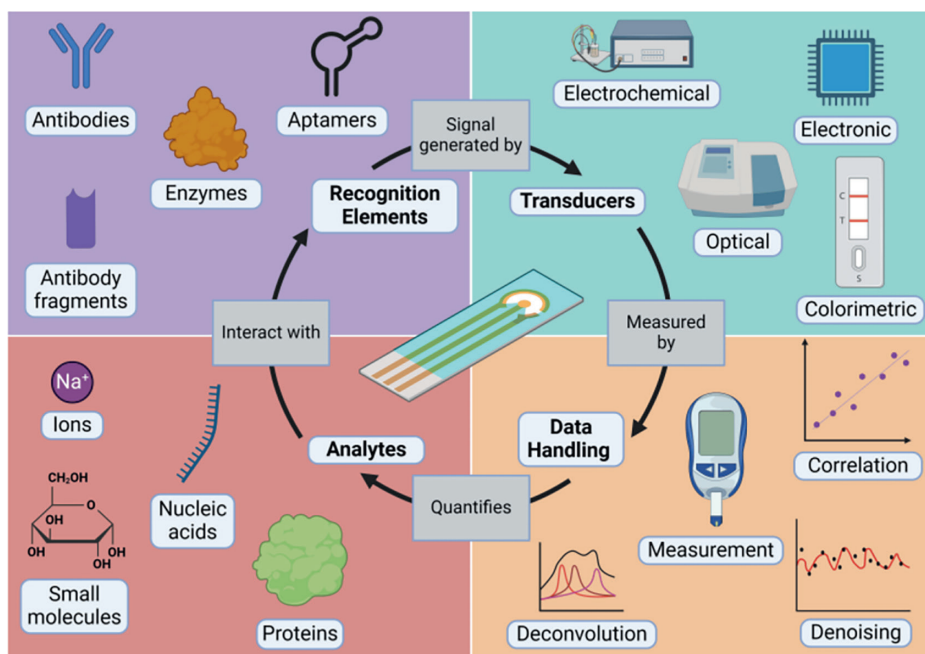 Antibodies
Aptamers
Enzymes
Antibody
fragments
Recognition
Elements
Signal
generated by
Electrochemical
Electronic
Transducers
Optical
C
T
S
Colorimetric
Interact with
Measured
by
Na⁺
Ions
Analytes
Nucleic
acids
CH₂OH
O
OH
OH
OH
OH
Small
molecules
Proteins
Quantifies
Data
Handling
Measurement
Correlation
Deconvolution
Denoising